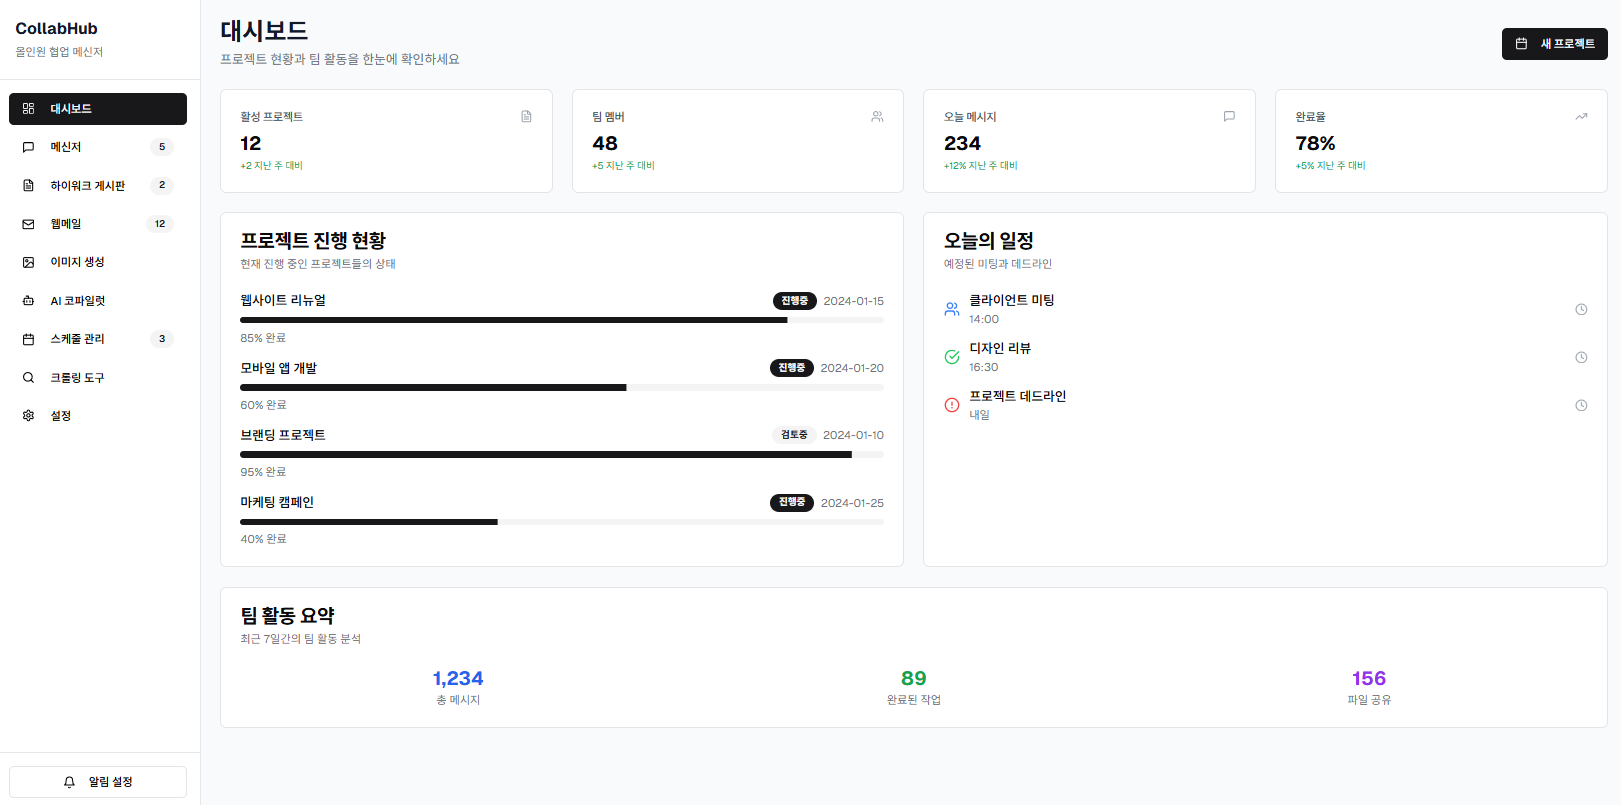 CollabHub
올인원 협업 메신저
대시보드
메신저 5
하이워크 게시판 2
웹메일 12
이미지 생성
AI 코파일럿
스케줄 관리 3
크롤링 도구
설정
알림 설정
대시보드
프로젝트 현황과 팀 활동을 한눈에 확인하세요
새 프로젝트
활성 프로젝트
12
+2 지난 주 대비
팀 멤버
48
+5 지난 주 대비
오늘 메시지
234
+12% 지난 주 대비
완료율
78%
+5% 지난 주 대비
프로젝트 진행 현황
현재 진행 중인 프로젝트들의 상태
웹사이트 리뉴얼 진행중 2024-01-15
85% 완료
모바일 앱 개발 진행중 2024-01-20
60% 완료
브랜딩 프로젝트 검토중 2024-01-10
95% 완료
마케팅 캠페인 진행중 2024-01-25
40% 완료
오늘의 일정
예정된 미팅과 데드라인
클라이언트 미팅
14:00
디자인 리뷰
16:30
프로젝트 데드라인
내일
팀 활동 요약
최근 7일간의 팀 활동 분석
1,234
총 메시지
89
완료된 작업
156
파일 공유